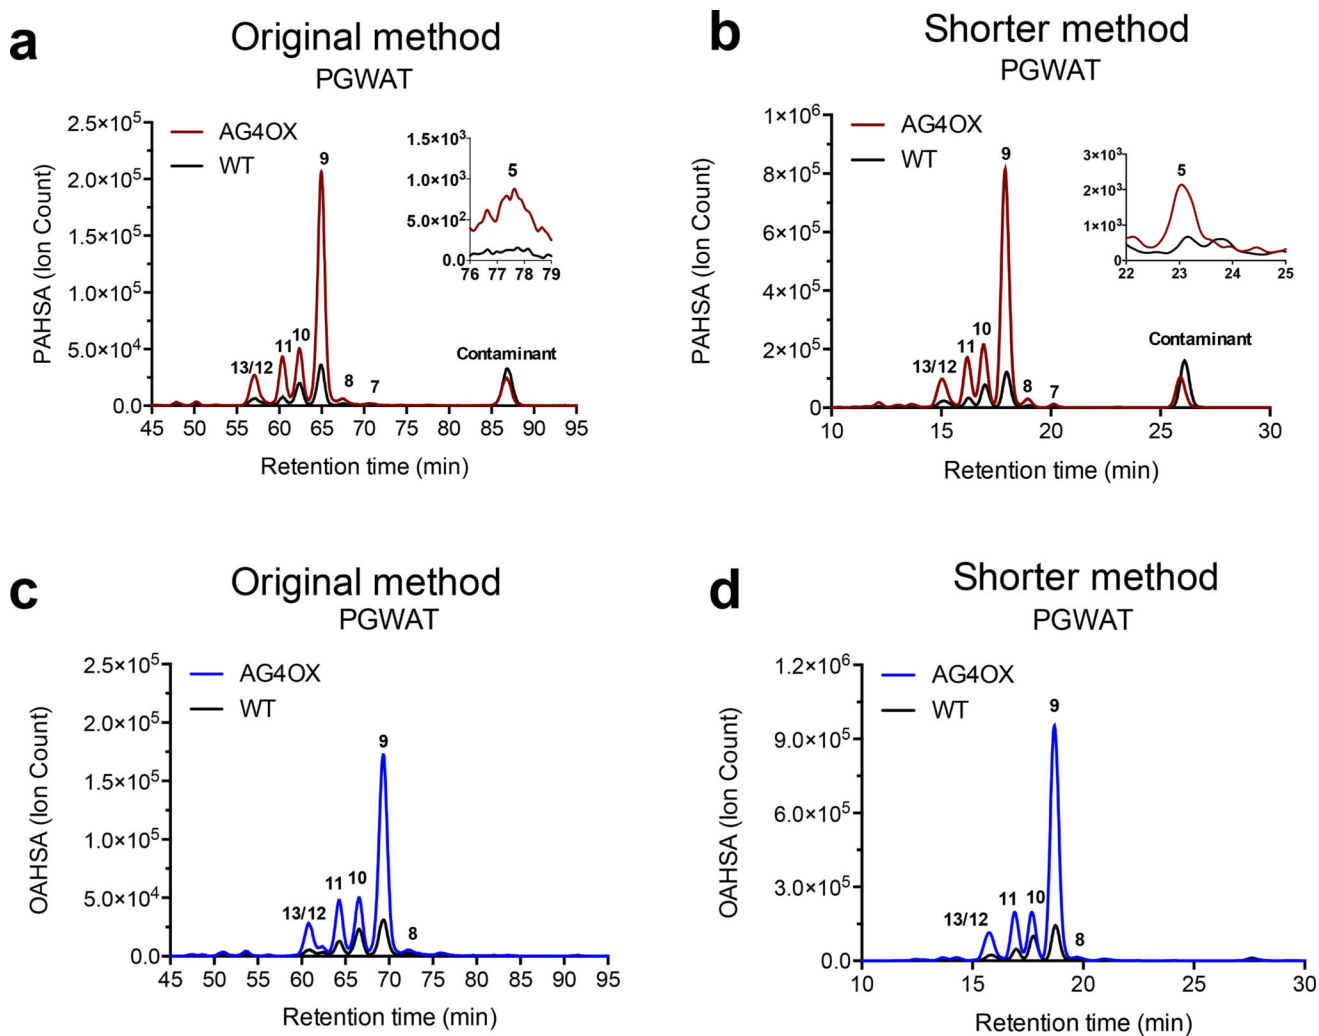 a
Original method
PGWAT
AG4OX
WT
PAHSA (Ion Count)
2.5×10⁵
2.0×10⁵
1.5×10⁵
1.0×10⁵
5.0×10⁴
0.0
45 50 55 60 65 70 75 80 85 90 95
Retention time (min)
13/12
11
10
9
8
7
Contaminant
1.5×10³
1.0×10³
5.0×10²
0.0
5
76 77 78 79
b
Shorter method
PGWAT
AG4OX
WT
PAHSA (Ion Count)
1×10⁶
8×10⁵
6×10⁵
4×10⁵
2×10⁵
0
10 15 20 25 30
Retention time (min)
13/12
11
10
9
8
7
Contaminant
3×10³
2×10³
1×10³
0
5
22 23 24 25
c
Original method
PGWAT
AG4OX
WT
OAHSA (Ion Count)
2.5×10⁵
2.0×10⁵
1.5×10⁵
1.0×10⁵
5.0×10⁴
0.0
45 50 55 60 65 70 75 80 85 90 95
Retention time (min)
13/12
11
10
9
8
d
Shorter method
PGWAT
AG4OX
WT
OAHSA (Ion Count)
1.2×10⁶
9.0×10⁵
6.0×10⁵
3.0×10⁵
0.0
10 15 20 25 30
Retention time (min)
13/12
11
10
9
8